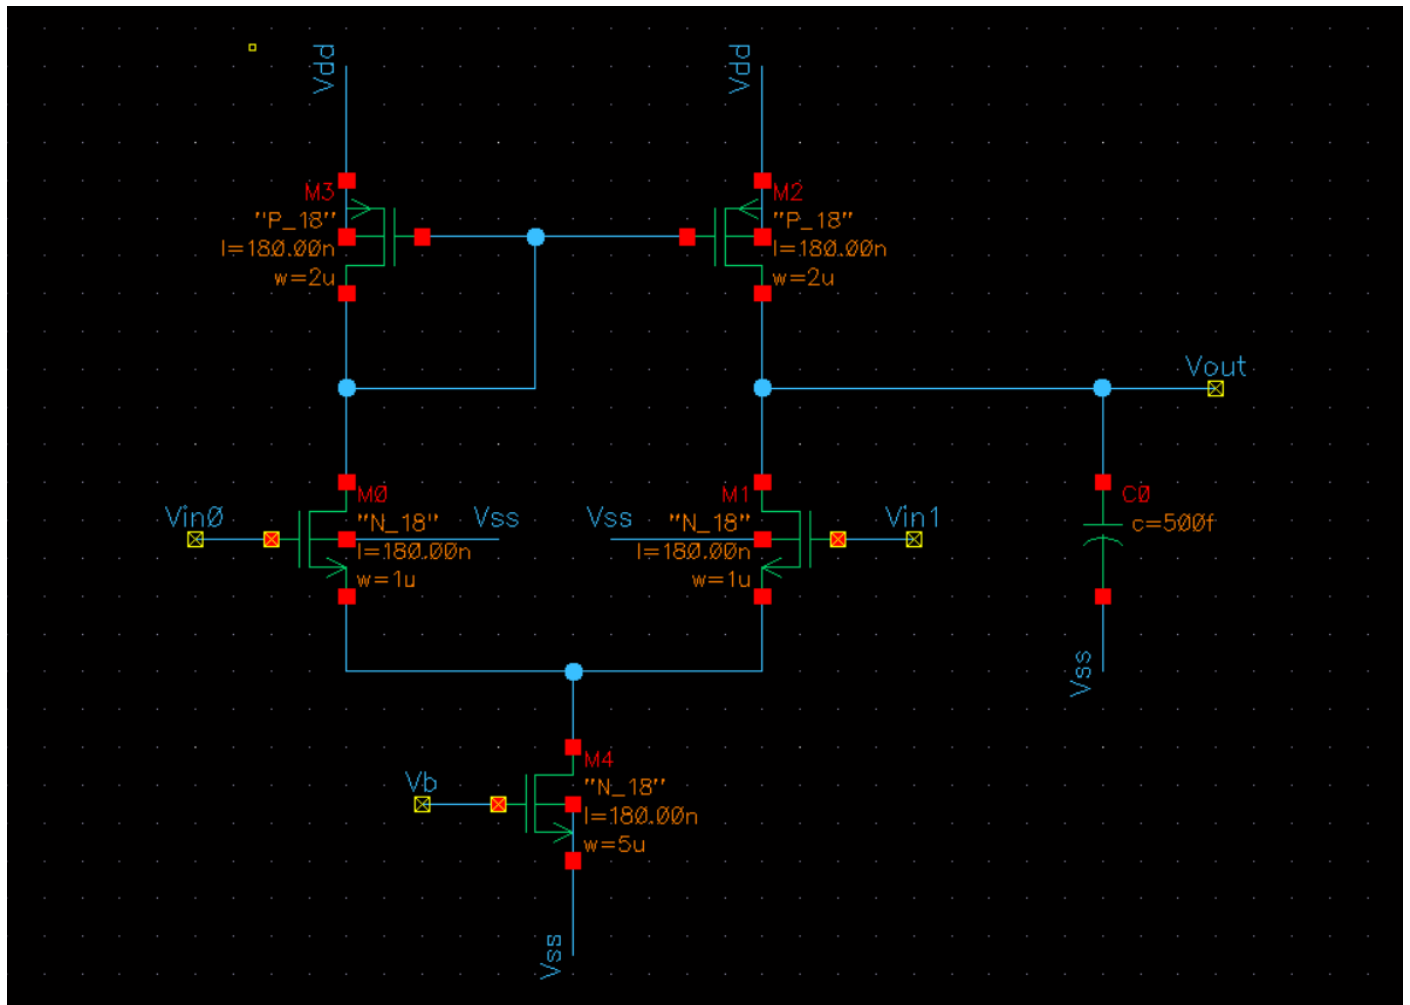 Vdd
Vdd
M3
"P_18"
l=180.00n
w=2u
M2
"P_18"
l=180.00n
w=2u
Vout
Vin0
M0
"N_18"
l=180.00n
w=1u
Vss
Vss
M1
"N_18"
l=180.00n
w=1u
Vin1
C0
c=500f
Vss
Vb
M4
"N_18"
l=180.00n
w=5u
Vss